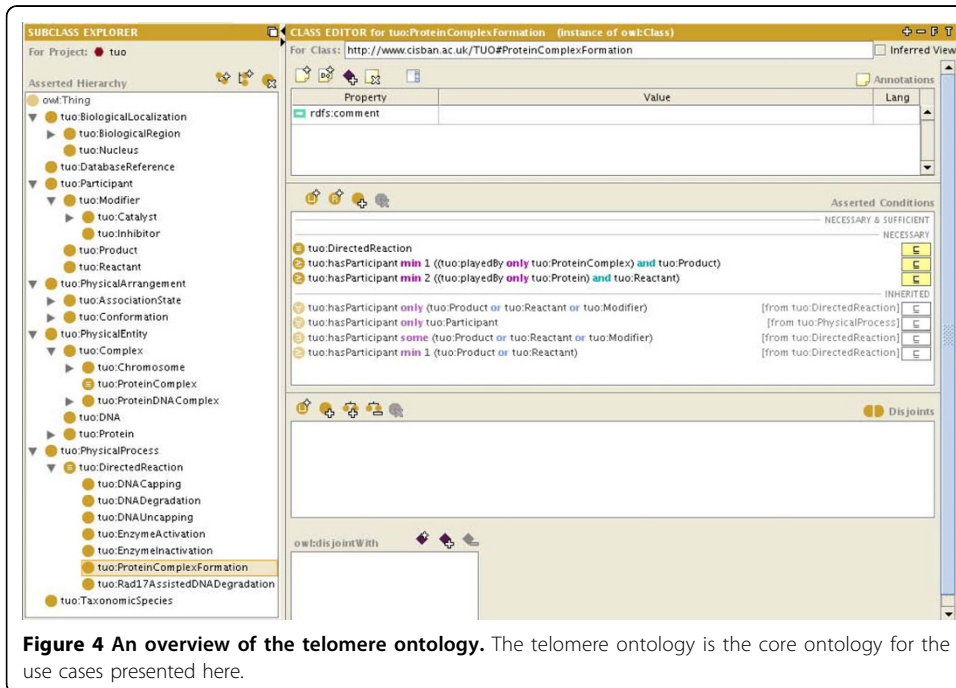 SUBCLASS EXPLORER
For Project: tuo
Asserted Hierarchy
owl:Thing
tuo:BiologicalLocalization
tuo:BiologicalRegion
tuo:Nucleus
tuo:DatabaseReference
tuo:Participant
tuo:Modifier
tuo:Catalyst
tuo:Inhibitor
tuo:Product
tuo:Reactant
tuo:PhysicalArrangement
tuo:AssociationState
tuo:Conformation
tuo:PhysicalEntity
tuo:Complex
tuo:Chromosome
tuo:ProteinComplex
tuo:ProteinDNAComplex
tuo:DNA
tuo:Protein
tuo:PhysicalProcess
tuo:DirectedReaction
tuo:DNACapping
tuo:DNADegradation
tuo:DNAUncapping
tuo:EnzymeActivation
tuo:EnzymeInactivation
tuo:ProteinComplexFormation
tuo:Rad17AssistedDNADegradation
tuo:TaxonomicSpecies
CLASS EDITOR for tuo:ProteinComplexFormation (instance of owl:Class)
For Class: http://www.cisban.ac.uk/TUO#ProteinComplexFormation Inferred View
Annotations
Property Value Lang
rdfs:comment
Asserted Conditions
NECESSARY & SUFFICIENT
NECESSARY
tuo:DirectedReaction
tuo:hasParticipant min 1 ((tuo:playedBy only tuo:ProteinComplex) and tuo:Product)
tuo:hasParticipant min 2 ((tuo:playedBy only tuo:Protein) and tuo:Reactant)
INHERITED
tuo:hasParticipant only (tuo:Product or tuo:Reactant or tuo:Modifier) [from tuo:DirectedReaction]
tuo:hasParticipant only tuo:Participant [from tuo:PhysicalProcess]
tuo:hasParticipant some (tuo:Product or tuo:Reactant or tuo:Modifier) [from tuo:DirectedReaction]
tuo:hasParticipant min 1 (tuo:Product or tuo:Reactant) [from tuo:DirectedReaction]
Disjoints
owl:disjointWith
Figure 4 An overview of the telomere ontology. The telomere ontology is the core ontology for the
use cases presented here.